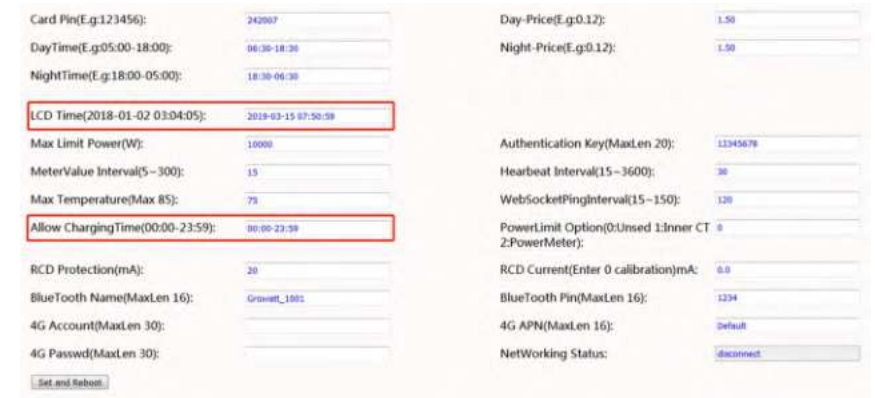 Card Pin(E.g:123456): 242007 Day-Price(E.g:0.12): 1.50
DayTime(E.g:05:00-18:00): 06:30-18:30 Night-Price(E.g:0.12): 1.50
NightTime(E.g:18:00-05:00): 18:30-06:30
LCD Time(2018-01-02 03:04:05): 2019-03-15 07:50:59
Max Limit Power(W): 10000 Authentication Key(MaxLen 20): 12345678
MeterValue Interval(5~300): 15 Hearbeat Interval(15~3600): 30
Max Temperature(Max 85): 75 WebSocketPingInterval(15~150): 120
Allow ChargingTime(00:00-23:59): 00:00-23:59 PowerLimit Option(0:Unsed 1:Inner CT 0
2:PowerMeter):
RCD Protection(mA): 20 RCD Current(Enter 0 calibration)mA: 0.0
BlueTooth Name(MaxLen 16): Growatt_1001 BlueTooth Pin(MaxLen 16): 1234
4G Account(MaxLen 30): 4G APN(MaxLen 16): Default
4G Passwd(MaxLen 30): NetWorking Status: disconnect
Set and Reboot